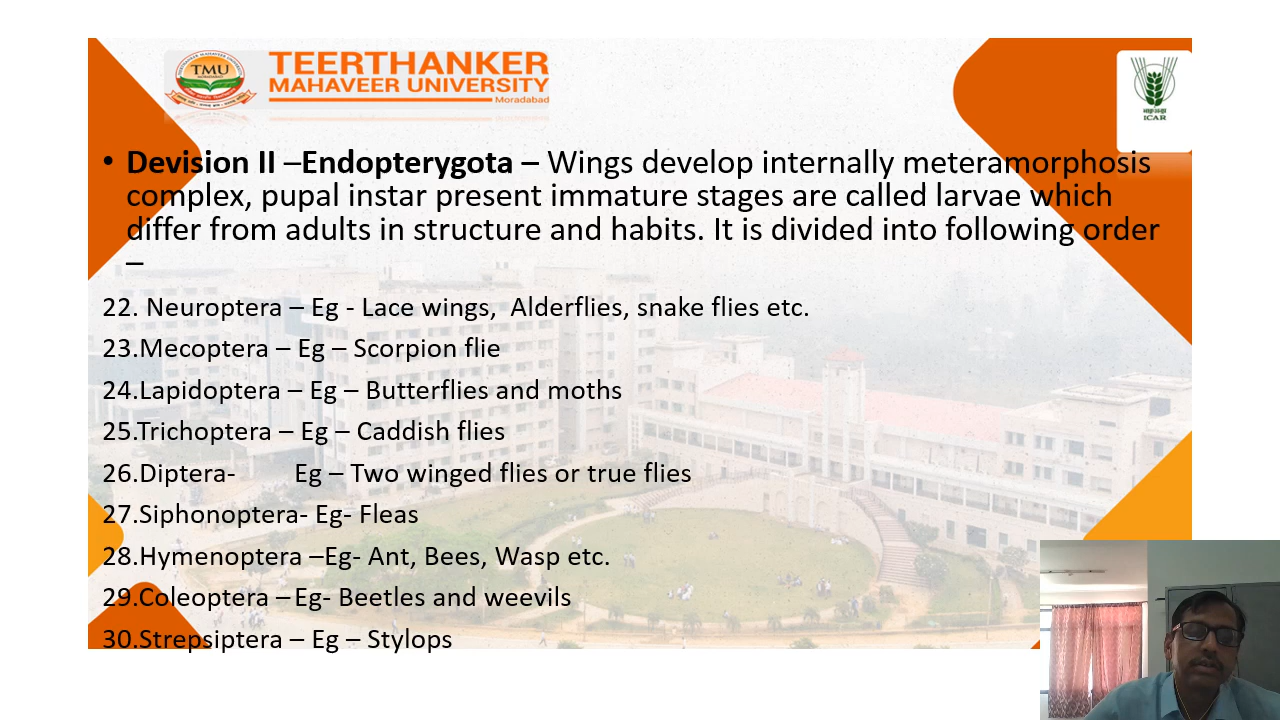 TMU
TEERTHANKER
MAHAVEER UNIVERSITY
Moradabad
ICAR
• Devision II –Endopterygota – Wings develop internally meteramorphosis
complex, pupal instar present immature stages are called larvae which
differ from adults in structure and habits. It is divided into following order
–
22. Neuroptera – Eg - Lace wings, Alderflies, snake flies etc.
23.Mecoptera – Eg – Scorpion flie
24.Lapidoptera – Eg – Butterflies and moths
25.Trichoptera – Eg – Caddish flies
26.Diptera- Eg – Two winged flies or true flies
27.Siphonoptera- Eg- Fleas
28.Hymenoptera –Eg- Ant, Bees, Wasp etc.
29.Coleoptera – Eg- Beetles and weevils
30.Strepsiptera – Eg – Stylops